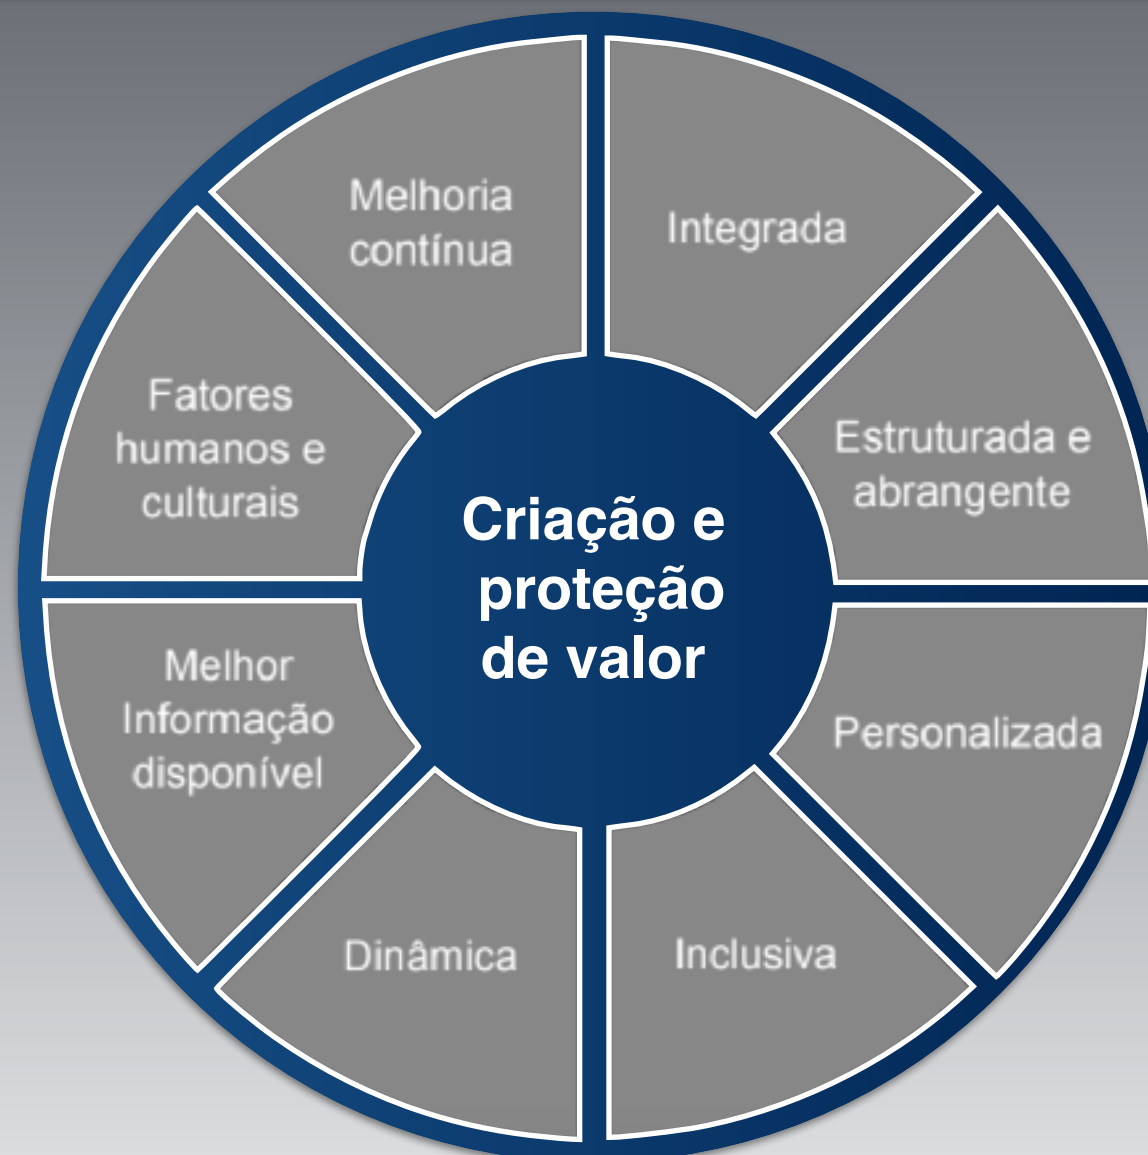 Melhoria
contínua
Integrada
Estruturada e
abrangente
Personalizada
Inclusiva
Dinâmica
Melhor
Informação
disponível
Fatores
humanos e
culturais
Criação e
proteção
de valor